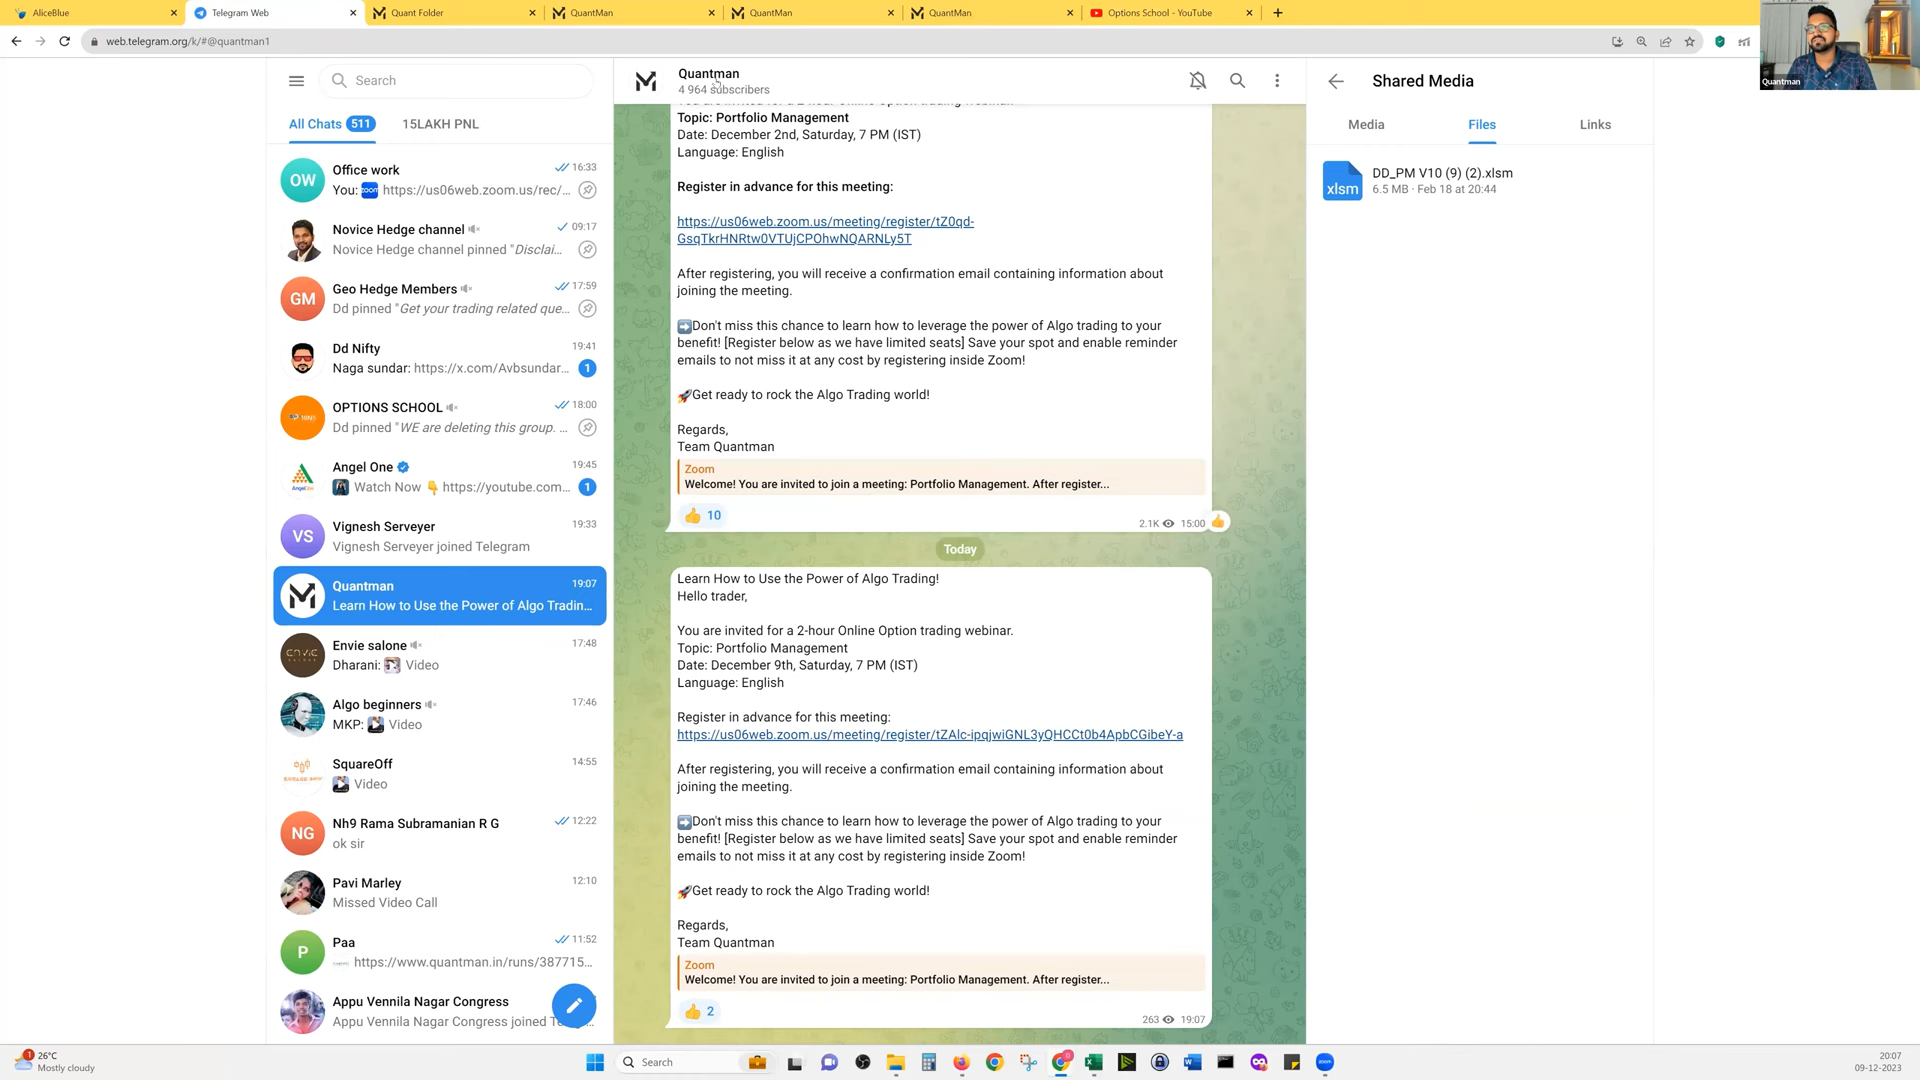 AliceBlue
Telegram Web
Quant Folder
QuantMan
QuantMan
QuantMan
Options School - YouTube
web.telegram.org/k/#@quantman1
Quantman
Search
All Chats 511
15LAKH PNL
OW
Office work
16:33
You: zoom https://us06web.zoom.us/rec/...
Novice Hedge channel
09:17
Novice Hedge channel pinned "Disclai...
GM
Geo Hedge Members
17:59
Dd pinned "Get your trading related que...
Dd Nifty
19:41
Naga sundar: https://x.com/Avbsundar...
1
OPTIONS SCHOOL
18:00
Dd pinned "WE are deleting this group. ...
Angel One
19:45
Watch Now 👇 https://youtube.com...
1
VS
Vignesh Serveyer
19:33
Vignesh Serveyer joined Telegram
Quantman
19:07
Learn How to Use the Power of Algo Tradin...
Envie salone
17:48
Dharani: Video
Algo beginners
17:46
MKP: Video
SquareOff
14:55
Video
NG
Nh9 Rama Subramanian R G
12:22
ok sir
Pavi Marley
12:10
Missed Video Call
P
Paa
11:52
https://www.quantman.in/runs/387715...
Appu Vennila Nagar Congress
Appu Vennila Nagar Congress joined T...
Quantman
4 964 subscribers
Topic: Portfolio Management
Date: December 2nd, Saturday, 7 PM (IST)
Language: English
Register in advance for this meeting:
https://us06web.zoom.us/meeting/register/tZ0qd-
GsqTkrHNRtw0VTUjCPOhwNQARNLy5T
After registering, you will receive a confirmation email containing information about
joining the meeting.
➡️Don't miss this chance to learn how to leverage the power of Algo trading to your
benefit! [Register below as we have limited seats] Save your spot and enable reminder
emails to not miss it at any cost by registering inside Zoom!
🚀Get ready to rock the Algo Trading world!
Regards,
Team Quantman
Zoom
Welcome! You are invited to join a meeting: Portfolio Management. After register...
👍 10
2.1K 15:00
Today
Learn How to Use the Power of Algo Trading!
Hello trader,
You are invited for a 2-hour Online Option trading webinar.
Topic: Portfolio Management
Date: December 9th, Saturday, 7 PM (IST)
Language: English
Register in advance for this meeting:
https://us06web.zoom.us/meeting/register/tZAlc-ipqjwiGNL3yQHCCt0b4ApbCGibeY-a
After registering, you will receive a confirmation email containing information about
joining the meeting.
➡️Don't miss this chance to learn how to leverage the power of Algo trading to your
benefit! [Register below as we have limited seats] Save your spot and enable reminder
emails to not miss it at any cost by registering inside Zoom!
🚀Get ready to rock the Algo Trading world!
Regards,
Team Quantman
Zoom
Welcome! You are invited to join a meeting: Portfolio Management. After register...
👍 2
263 19:07
Shared Media
Media
Files
Links
xlsm
DD_PM V10 (9) (2).xlsm
6.5 MB · Feb 18 at 20:44
1
26°C
Mostly cloudy
Search
20:07
09-12-2023